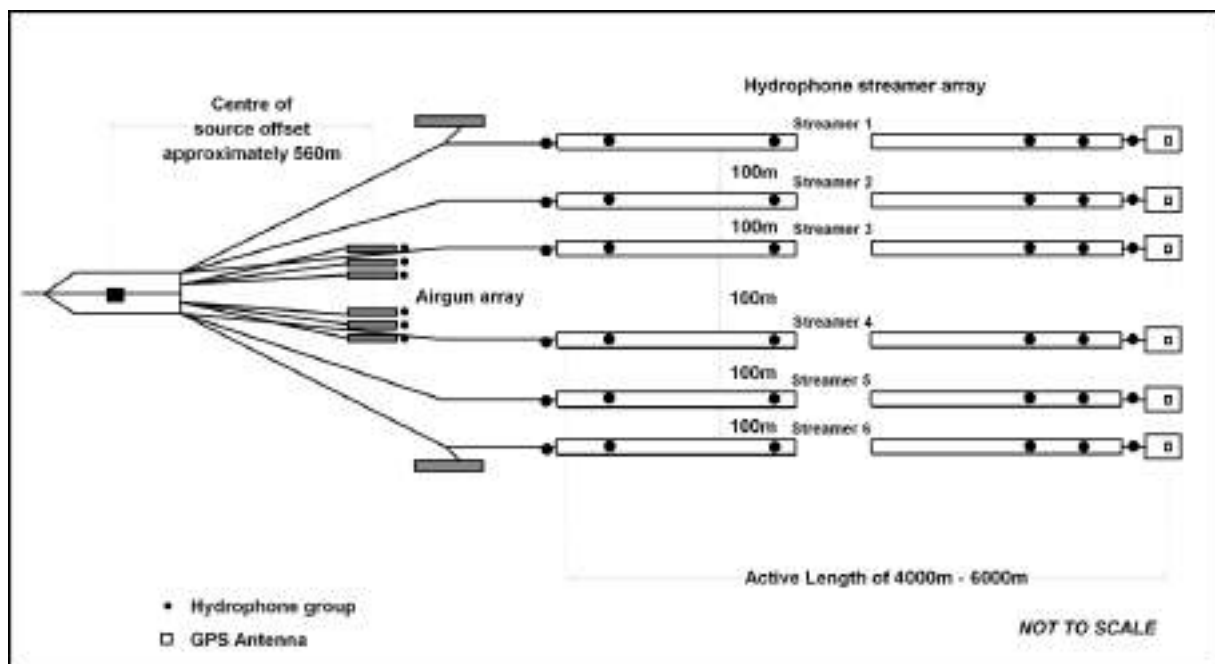 Hydrophone streamer array
Centre of
source offset
approximately 560m
Streamer 1
100m
Streamer 2
100m
Streamer 3
Airgun array
100m
Streamer 4
100m
Streamer 5
100m
Streamer 6
Active Length of 4000m - 6000m
Hydrophone group
GPS Antenna
NOT TO SCALE